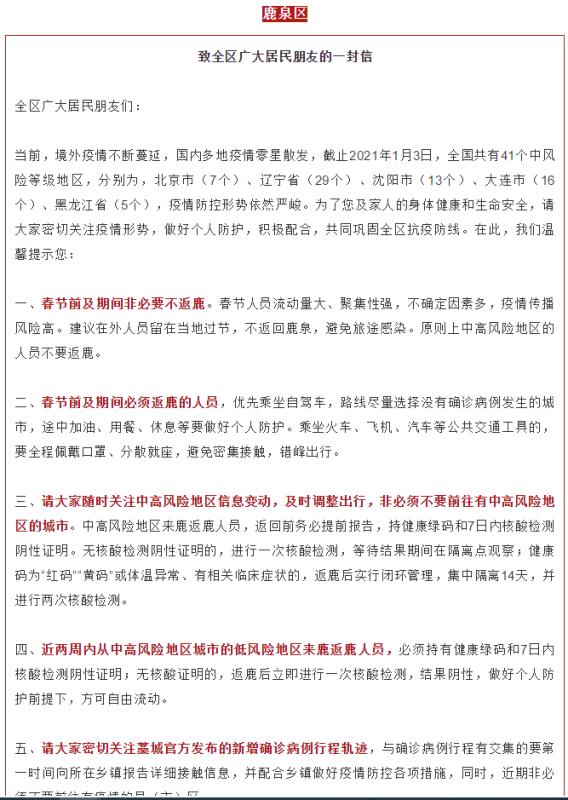 鹿泉区
致全区广大居民朋友的一封信
全区广大居民朋友们：
当前，境外疫情不断蔓延，国内多地疫情零星散发，截止2021年1月3日，全国共有41个中风
险等级地区，分别为，北京市（7个）、辽宁省（29个）、沈阳市（13个）、大连市（16
个）、黑龙江省（5个），疫情防控形势依然严峻。为了您及家人的身体健康和生命安全，请
大家密切关注疫情形势，做好个人防护，积极配合，共同巩固全区抗疫防线。在此，我们温
馨提示您：
一、春节前及期间非必要不返鹿。春节人员流动量大、聚集性强，不确定因素多，疫情传播
风险高。建议在外人员留在当地过节，不返回鹿泉，避免旅途感染。原则上中高风险地区的
人员不要返鹿。
二、春节前及期间必须返鹿的人员，优先乘坐自驾车，路线尽量选择没有确诊病例发生的城
市，途中加油、用餐、休息等要做好个人防护。乘坐火车、飞机、汽车等公共交通工具的，
要全程佩戴口罩、分散就座，避免密集接触，错峰出行。
三、请大家随时关注中高风险地区信息变动，及时调整出行，非必须不要前往有中高风险地
区的城市。中高风险地区来鹿返鹿人员，返回前务必提前报告，持健康绿码和7日内核酸检测
阴性证明。无核酸检测阴性证明的，进行一次核酸检测，等待结果期间在隔离点观察；健康
码为“红码”“黄码”或体温异常、有相关临床症状的，返鹿后实行闭环管理，集中隔离14天，并
进行两次核酸检测。
四、近两周内从中高风险地区城市的低风险地区来鹿返鹿人员，必须持有健康绿码和7日内
核酸检测阴性证明；无核酸证明的，返鹿后立即进行一次核酸检测，结果阴性，做好个人防
护前提下，方可自由流动。
五、请大家密切关注藁城官方发布的新增确诊病例行程轨迹，与确诊病例行程有交集的要第
一时间向所在乡镇报告详细接触信息，并配合乡镇做好疫情防控各项措施，同时，近期非必
须不要前往有疫情的县（市）区